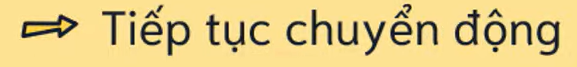 Tiếp tục chuyển động